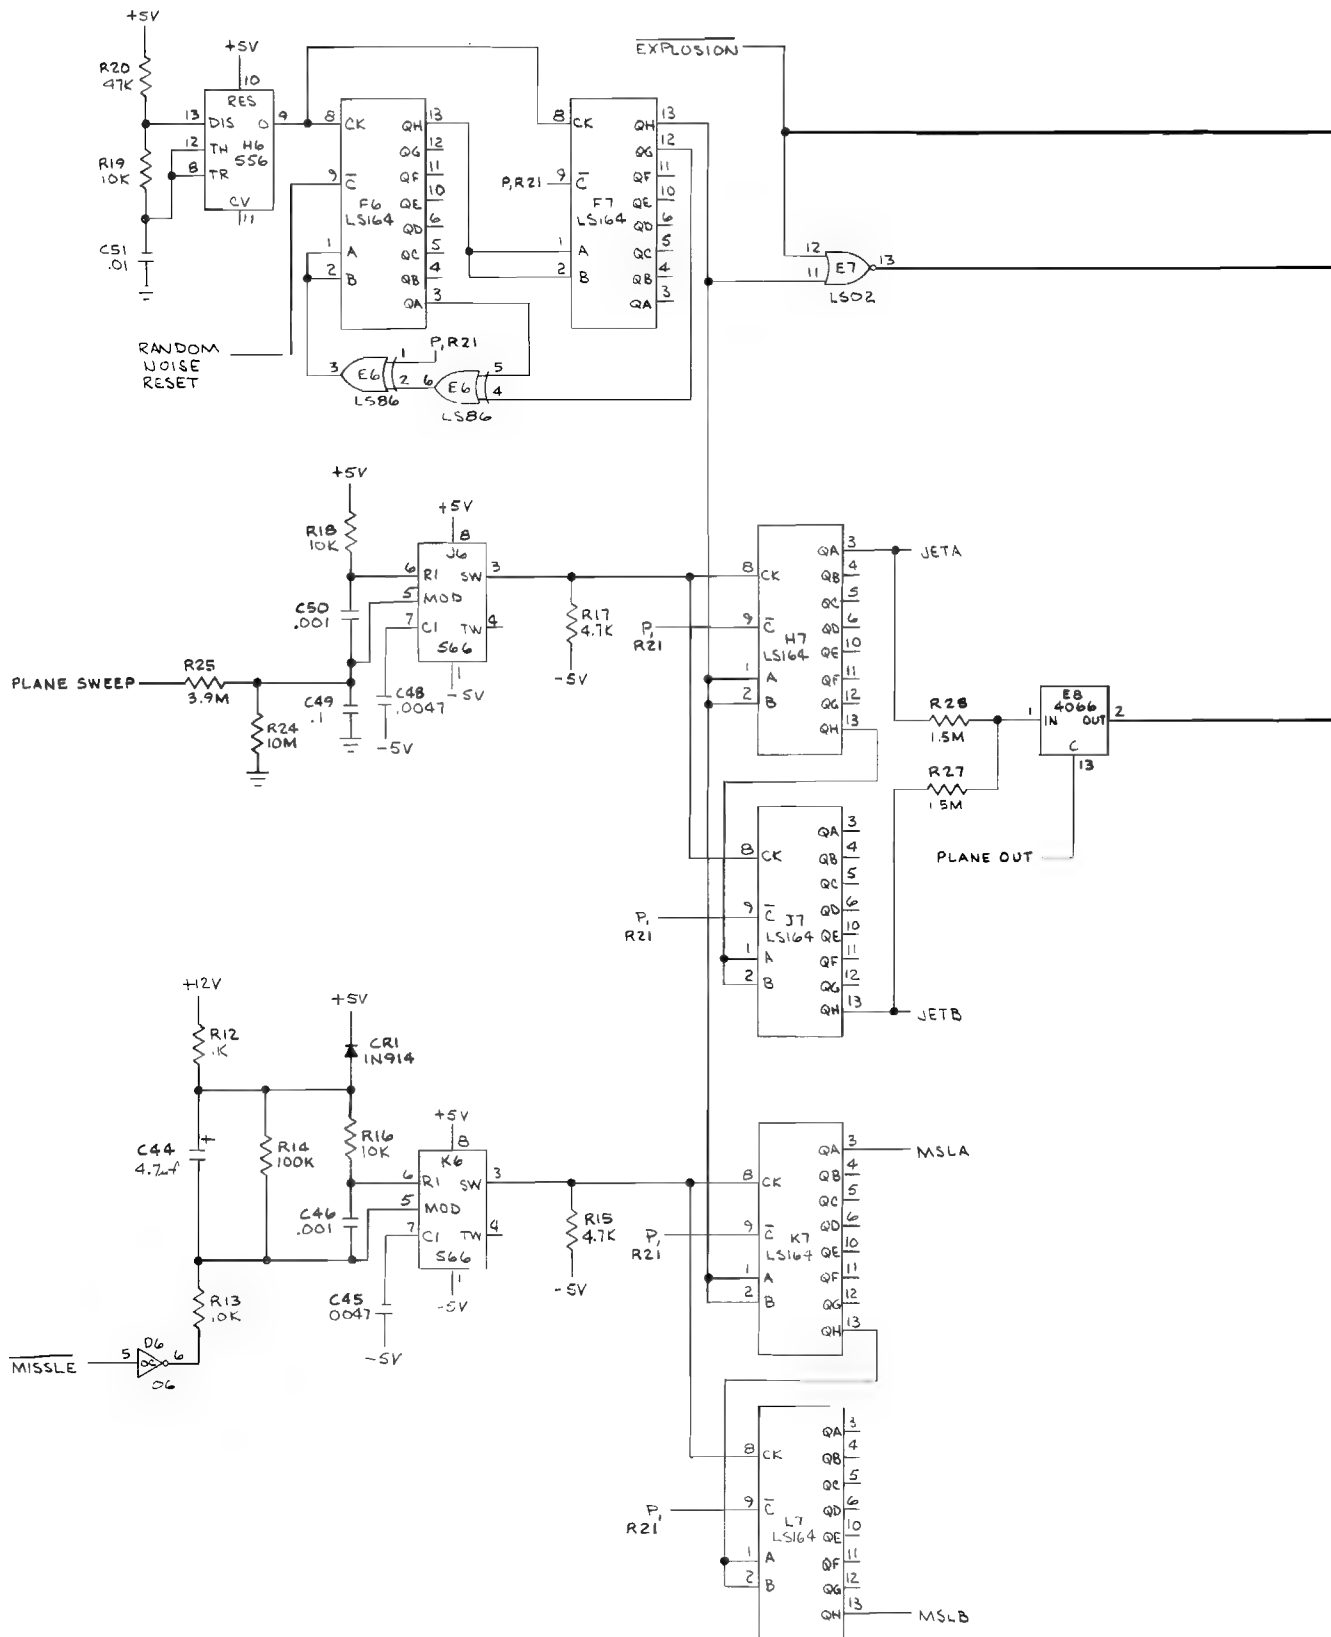 +5V
R20
47K
+5V
10
RES
13
DIS
O
9
12
TH
H6
8
TR
556
CV
11
R19
10K
C51
.01
8
CK
QH
13
QG
12
QF
11
9
C̅
QE
10
F6
LS164
QD
6
1
A
QC
5
2
B
QB
4
QA
3
RANDOM
NOISE
RESET
3
E6
1
P,R21
2
LS86
6
E6
5
4
LS86
8
CK
QH
13
QG
12
QF
11
P,R21
9
C̅
QE
10
F7
LS164
QD
6
1
A
QC
5
2
B
QB
4
QA
3
E̅X̅P̅L̅O̅S̅I̅O̅N̅
12
11
E7
13
LS02
+5V
R18
10K
+5V
8
J6
6
R1
SW
3
5
MOD
7
C1
TW
4
566
1
-5V
C50
.001
PLANE SWEEP
R25
3.9M
R24
10M
C49
.1
C48
.0047
-5V
R17
4.7K
-5V
8
CK
QA
3
QB
4
QC
5
P,
R21
9
C̅
QD
6
H7
LS164
QE
10
1
A
QF
11
2
B
QG
12
QH
13
JETA
R28
1.5M
R27
1.5M
1
IN
E8
4066
OUT
2
C
13
PLANE OUT
8
CK
QA
3
QB
4
QC
5
P,
R21
9
C̅
QD
6
J7
LS164
QE
10
1
A
QF
11
2
B
QG
12
QH
13
JETB
+12V
R12
+5V
CR1
1N914
C44
4.7uf
R14
100K
R16
10K
+5V
8
K6
6
R1
SW
3
5
MOD
7
C1
TW
4
566
1
-5V
C46
.001
C45
.0047
-5V
R15
4.7K
-5V
R13
M̅I̅S̅S̅L̅E̅
5
D6
OC
6
06
8
CK
QA
3
MSLA
QB
4
QC
5
P,
R21
9
C̅
QD
6
K7
LS164
QE
10
1
A
QF
11
2
B
QG
12
QH
13
8
CK
QA
3
QB
4
QC
5
P,
R21
9
C̅
QD
6
L7
LS164
QE
10
1
A
QF
11
2
B
QG
12
QH
13
MSLB